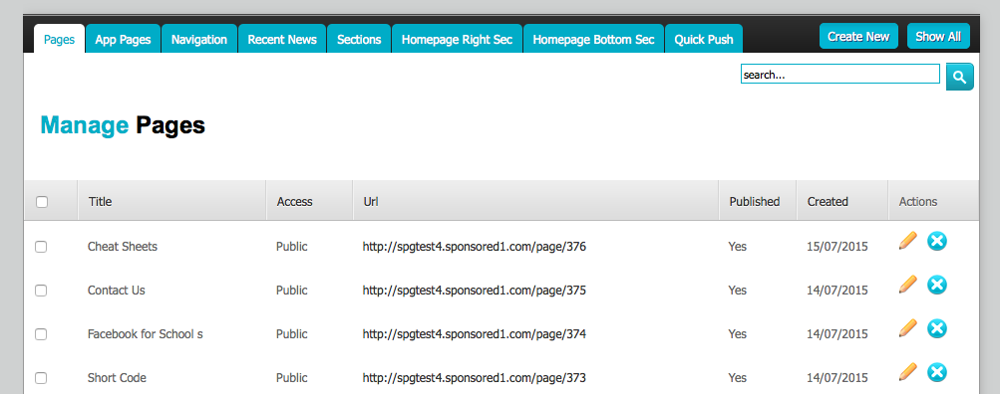 Pages App Pages Navigation Recent News Sections Homepage Right Sec Homepage Bottom Sec Quick Push Create New Show All
search...
Manage Pages
Title Access Url Published Created Actions
Cheat Sheets Public http://spgtest4.sponsored1.com/page/376 Yes 15/07/2015
Contact Us Public http://spgtest4.sponsored1.com/page/375 Yes 14/07/2015
Facebook for School s Public http://spgtest4.sponsored1.com/page/374 Yes 14/07/2015
Short Code Public http://spgtest4.sponsored1.com/page/373 Yes 14/07/2015